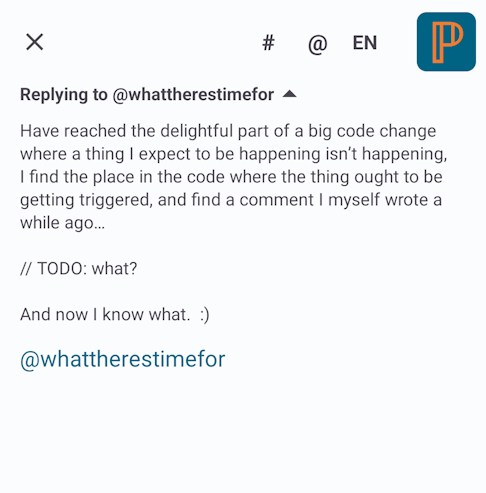 # @ EN
Replying to @whattherestimefor
Have reached the delightful part of a big code change
where a thing I expect to be happening isn’t happening,
I find the place in the code where the thing ought to be
getting triggered, and find a comment I myself wrote a
while ago…
// TODO: what?
And now I know what.  :)
@whattherestimefor